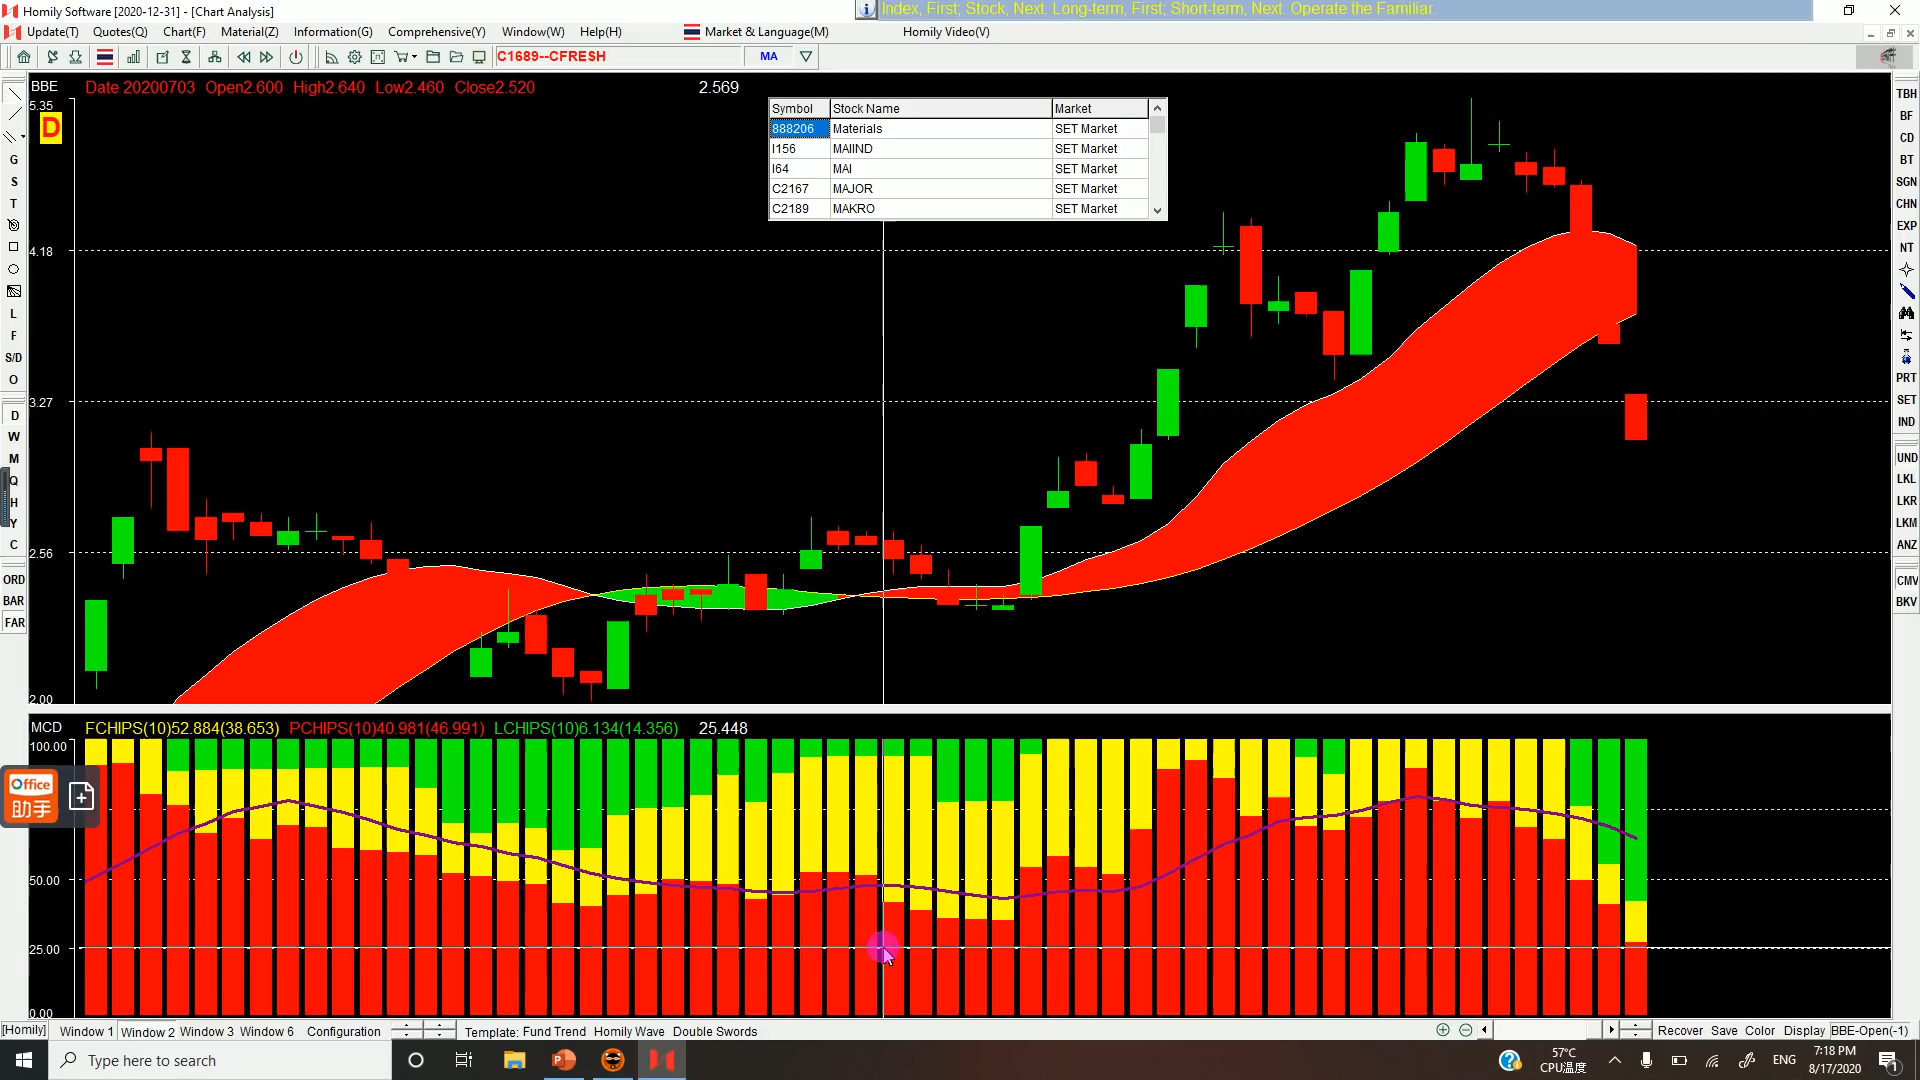 Homily Software [2020-12-31] - [Chart Analysis]
Index, First; Stock, Next. Long-term, First; Short-term, Next. Operate the Familiar.
Update(T) Quotes(Q) Chart(F) Material(Z) Information(G) Comprehensive(Y) Window(W) Help(H) Market & Language(M) Homily Video(V)
C1689--CFRESH MA
BBE Date 20200703 Open2.600 High2.640 Low2.460 Close2.520 2.569
5.35
D
4.18
3.27
2.56
2.00
Symbol Stock Name Market
888206 Materials SET Market
I156 MAIIND SET Market
I64 MAI SET Market
C2167 MAJOR SET Market
C2189 MAKRO SET Market
G
S
T
L
F
S/D
O
D
W
M
Q
H
Y
C
ORD
BAR
FAR
TBH
BF
CD
BT
SGN
CHN
EXP
NT
PRT
SET
IND
UND
LKL
LKR
LKM
ANZ
CMV
BKV
MCD FCHIPS(10)52.884(38.653) PCHIPS(10)40.981(46.991) LCHIPS(10)6.134(14.356) 25.448
100.00
50.00
25.00
0.00
Office
助手
[Homily] Window 1 Window 2 Window 3 Window 6 Configuration Template: Fund Trend Homily Wave Double Swords Recover Save Color Display BBE-Open(-1)
Type here to search
57°C
CPU温度
ENG
7:18 PM
8/17/2020
1